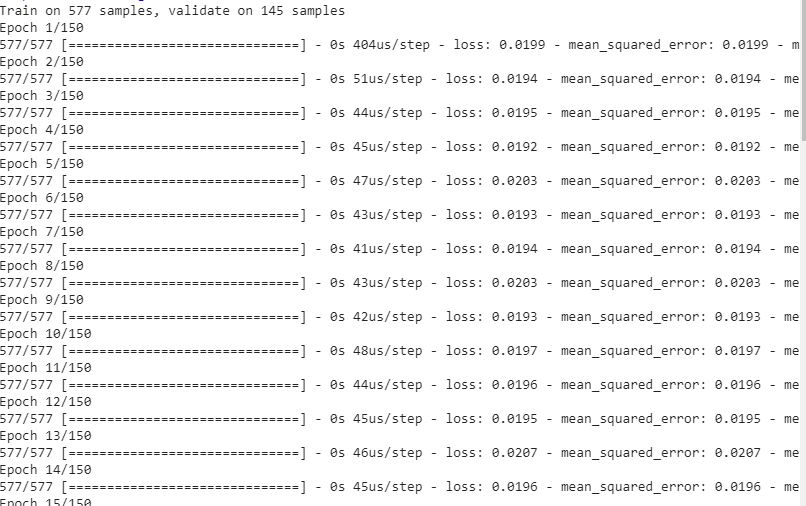 Train on 577 samples, validate on 145 samples
Epoch 1/150
577/577 [==============================] - 0s 404us/step - loss: 0.0199 - mean_squared_error: 0.0199 - m
Epoch 2/150
577/577 [==============================] - 0s 51us/step - loss: 0.0194 - mean_squared_error: 0.0194 - me
Epoch 3/150
577/577 [==============================] - 0s 44us/step - loss: 0.0195 - mean_squared_error: 0.0195 - me
Epoch 4/150
577/577 [==============================] - 0s 45us/step - loss: 0.0192 - mean_squared_error: 0.0192 - me
Epoch 5/150
577/577 [==============================] - 0s 47us/step - loss: 0.0203 - mean_squared_error: 0.0203 - me
Epoch 6/150
577/577 [==============================] - 0s 43us/step - loss: 0.0193 - mean_squared_error: 0.0193 - me
Epoch 7/150
577/577 [==============================] - 0s 41us/step - loss: 0.0194 - mean_squared_error: 0.0194 - me
Epoch 8/150
577/577 [==============================] - 0s 43us/step - loss: 0.0203 - mean_squared_error: 0.0203 - me
Epoch 9/150
577/577 [==============================] - 0s 42us/step - loss: 0.0193 - mean_squared_error: 0.0193 - me
Epoch 10/150
577/577 [==============================] - 0s 48us/step - loss: 0.0197 - mean_squared_error: 0.0197 - me
Epoch 11/150
577/577 [==============================] - 0s 44us/step - loss: 0.0196 - mean_squared_error: 0.0196 - me
Epoch 12/150
577/577 [==============================] - 0s 45us/step - loss: 0.0195 - mean_squared_error: 0.0195 - me
Epoch 13/150
577/577 [==============================] - 0s 46us/step - loss: 0.0207 - mean_squared_error: 0.0207 - me
Epoch 14/150
577/577 [==============================] - 0s 45us/step - loss: 0.0196 - mean_squared_error: 0.0196 - me
Epoch 15/150